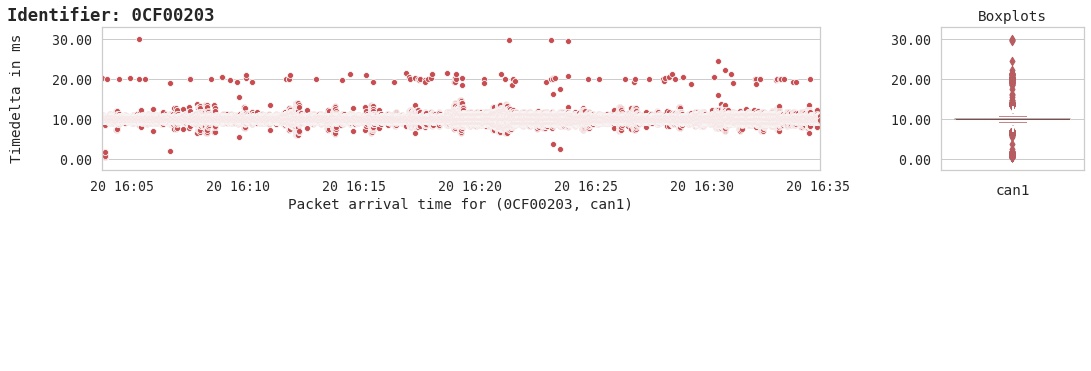 Identifier: 0CF00203
Timedelta in ms
30.00
20.00
10.00
0.00
20 16:05 20 16:10 20 16:15 20 16:20 20 16:25 20 16:30 20 16:35
Packet arrival time for (0CF00203, can1)
Boxplots
30.00
20.00
10.00
0.00
can1